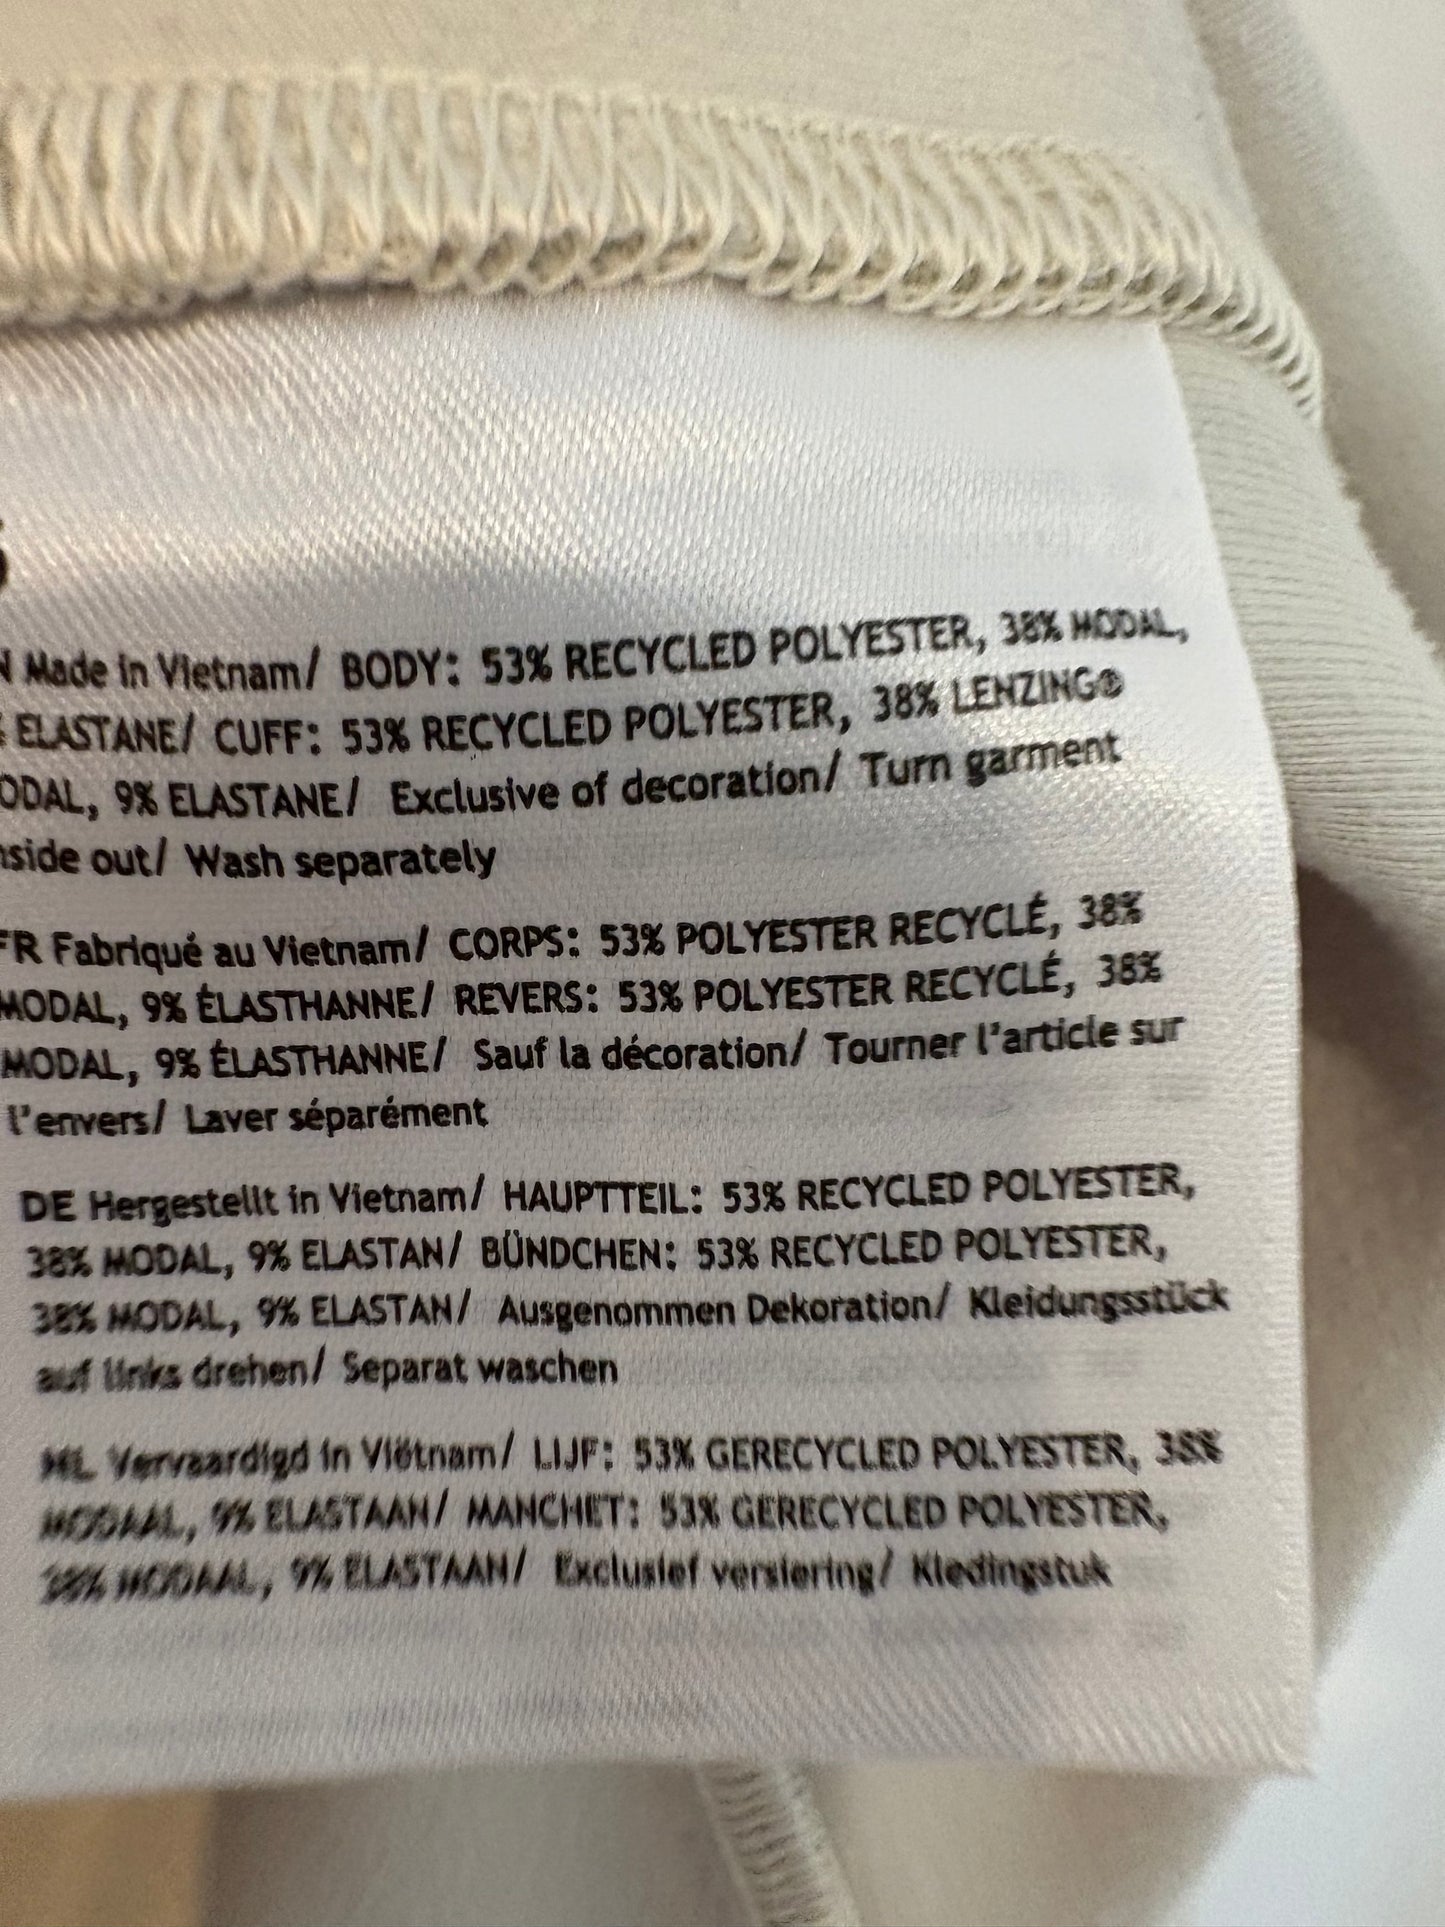 Made in Vietnam/ BODY: 53% RECYCLED POLYESTER, 38% MODAL,
ELASTANE/ CUFF: 53% RECYCLED POLYESTER, 38% LENZING®
ODAL, 9% ELASTANE/ Exclusive of decoration/ Turn garment
nside out/ Wash separately
FR Fabriqué au Vietnam/ CORPS: 53% POLYESTER RECYCLÉ, 38%
MODAL, 9% ÉLASTHANNE/ REVERS: 53% POLYESTER RECYCLÉ, 38%
MODAL, 9% ÉLASTHANNE/ Sauf la décoration/ Tourner l'article sur
l'envers/ Laver séparément
DE Hergestellt in Vietnam/ HAUPTTEIL: 53% RECYCLED POLYESTER,
38% MODAL, 9% ELASTAN/ BÜNDCHEN: 53% RECYCLED POLYESTER,
38% MODAL, 9% ELASTAN/ Ausgenommen Dekoration/ Kleidungsstück
auf links drehen/ Separat waschen
NL Vervaardigd in Viëtnam/ LIJF: 53% GERECYCLED POLYESTER, 38%
MODAAL, 9% ELASTAAN/ MANCHET: 53% GERECYCLED POLYESTER,
38% MODAAL, 9% ELASTAAN/ Exclusief versiering/ Kledingstuk